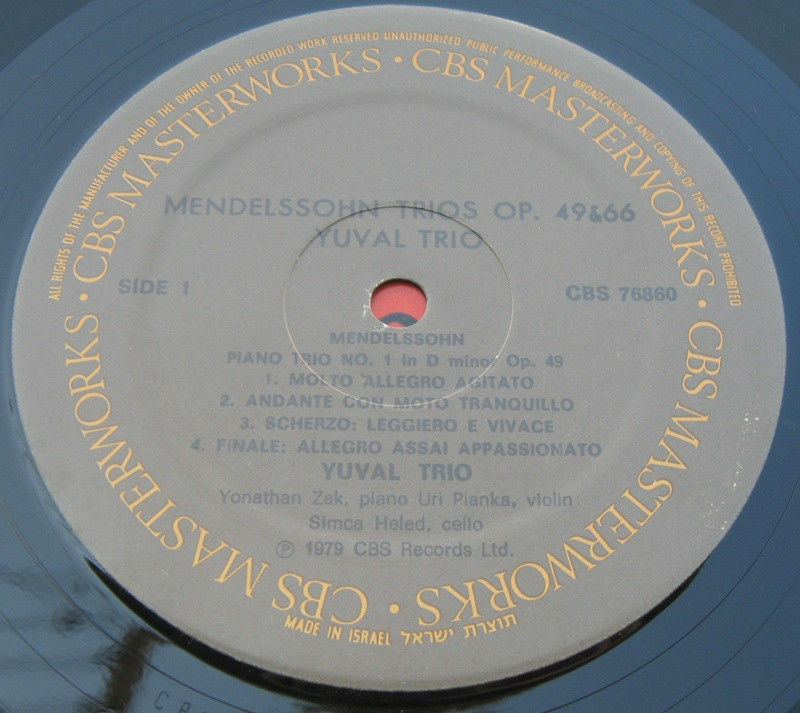 ALL RIGHTS OF THE MANUFACTURER AND OF THE OWNER OF THE RECORDED WORK RESERVED UNAUTHORIZED PUBLIC PERFORMANCE BROADCASTING AND COPYING OF THIS RECORD PROHIBITED
CBS MASTERWORKS · CBS MASTERWORKS · CBS MASTERWORKS · CBS MASTERWORKS · CBS MASTERWORKS ·
MENDELSSOHN TRIOS OP. 49&66
YUVAL TRIO
SIDE 1
CBS 76860
MENDELSSOHN
PIANO TRIO NO. 1 in D minor Op. 49
1. MOLTO ALLEGRO AGITATO
2. ANDANTE CON MOTO TRANQUILLO
3. SCHERZO: LEGGIERO E VIVACE
4. FINALE: ALLEGRO ASSAI APPASSIONATO
YUVAL TRIO
Yonathan Zak, piano Uri Pianka, violin
Simca Heled, cello
℗ 1979 CBS Records Ltd.
MADE IN ISRAEL תוצרת ישראל